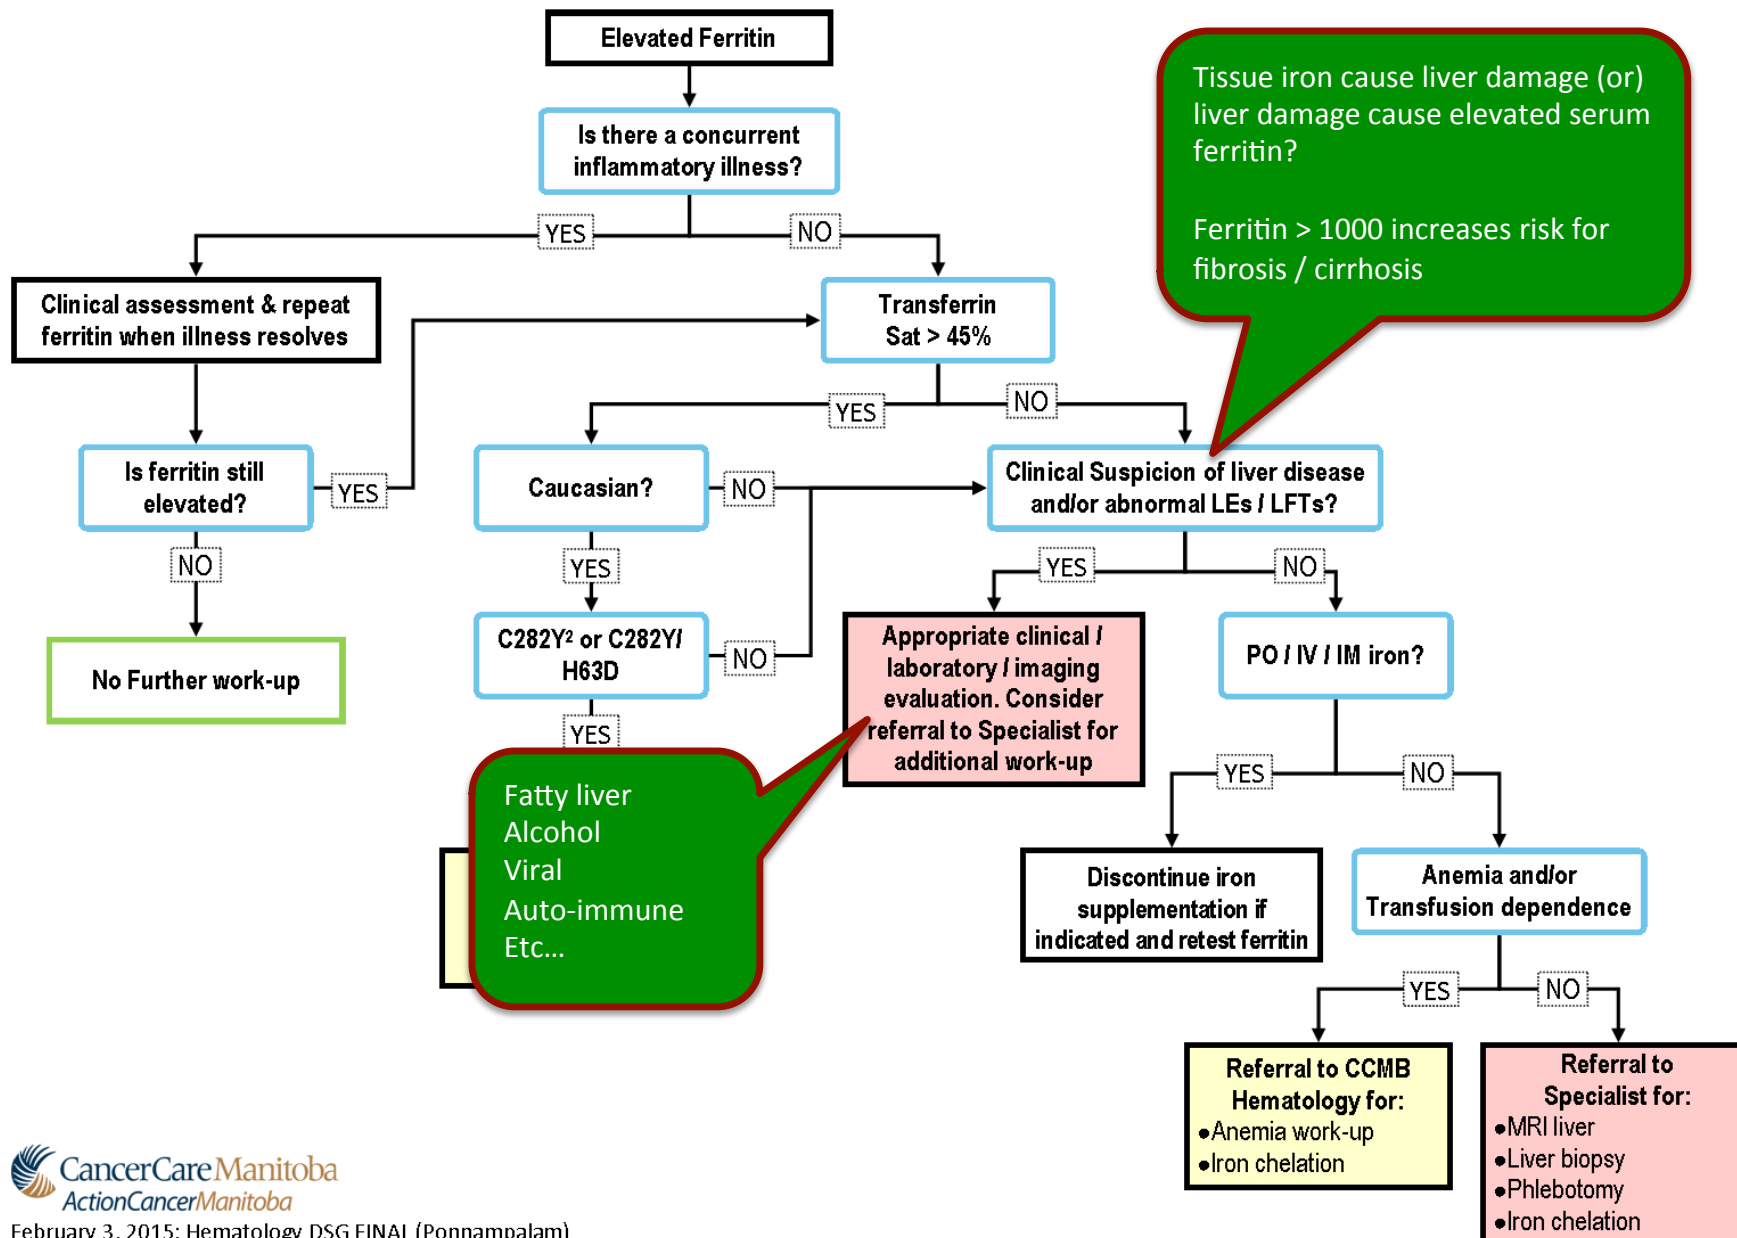 Elevated Ferritin
Is there a concurrent
inflammatory illness?
YES
NO
Tissue iron cause liver damage (or)
liver damage cause elevated serum
ferritin?
Ferritin > 1000 increases risk for
fibrosis / cirrhosis
Clinical assessment & repeat
ferritin when illness resolves
Transferrin
Sat > 45%
YES
NO
Is ferritin still
elevated?
YES
NO
No Further work-up
Caucasian?
NO
YES
C282Y² or C282Y/
H63D
NO
YES
Clinical Suspicion of liver disease
and/or abnormal LEs / LFTs?
YES
NO
Appropriate clinical /
laboratory / imaging
evaluation. Consider
referral to Specialist for
additional work-up
Fatty liver
Alcohol
Viral
Auto-immune
Etc...
PO / IV / IM iron?
YES
NO
Discontinue iron
supplementation if
indicated and retest ferritin
Anemia and/or
Transfusion dependence
YES
NO
Referral to CCMB
Hematology for:
●Anemia work-up
●Iron chelation
Referral to
Specialist for:
●MRI liver
●Liver biopsy
●Phlebotomy
●Iron chelation
CancerCare Manitoba
ActionCancerManitoba
February 3, 2015: Hematology DSG FINAL (Ponnampalam)